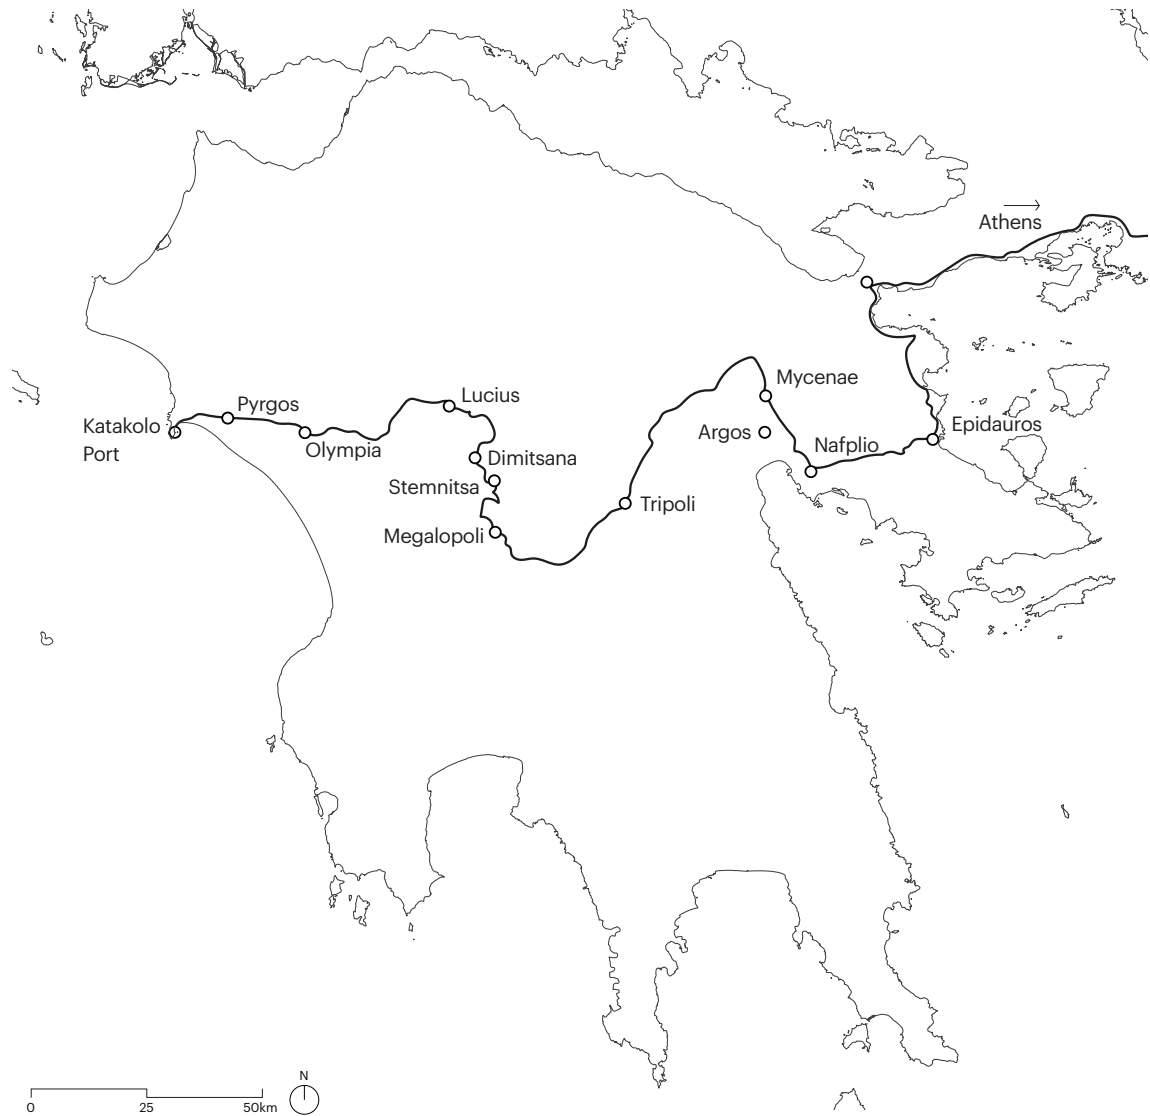 Athens
Mycenae
Lucius
Pyrgos
Katakolo
Port
Epidauros
Argos
Nafplio
Olympia
Dimitsana
Stemnitsa
Tripoli
Megalopoli
N
0
25
50km